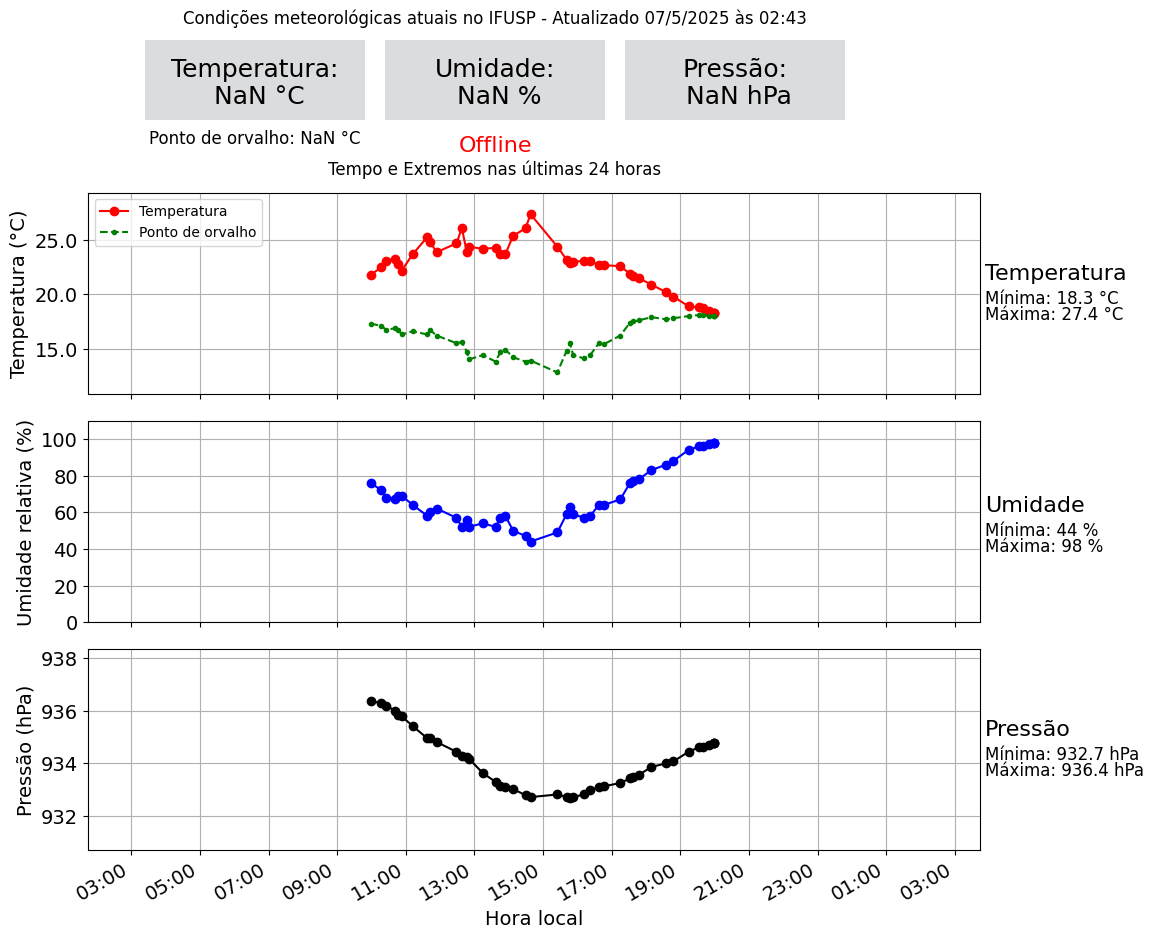 Condições meteorológicas atuais no IFUSP - Atualizado 07/5/2025 às 02:43
Temperatura:
NaN °C
Umidade:
NaN %
Pressão:
NaN hPa
Ponto de orvalho: NaN °C
Offline
Tempo e Extremos nas últimas 24 horas
Temperatura
Ponto de orvalho
Temperatura (°C)
25.0
20.0
15.0
Temperatura
Mínima: 18.3 °C
Máxima: 27.4 °C
Umidade relativa (%)
100
80
60
40
20
0
Umidade
Mínima: 44 %
Máxima: 98 %
Pressão (hPa)
938
936
934
932
Pressão
Mínima: 932.7 hPa
Máxima: 936.4 hPa
03:00 05:00 07:00 09:00 11:00 13:00 15:00 17:00 19:00 21:00 23:00 01:00 03:00
Hora local